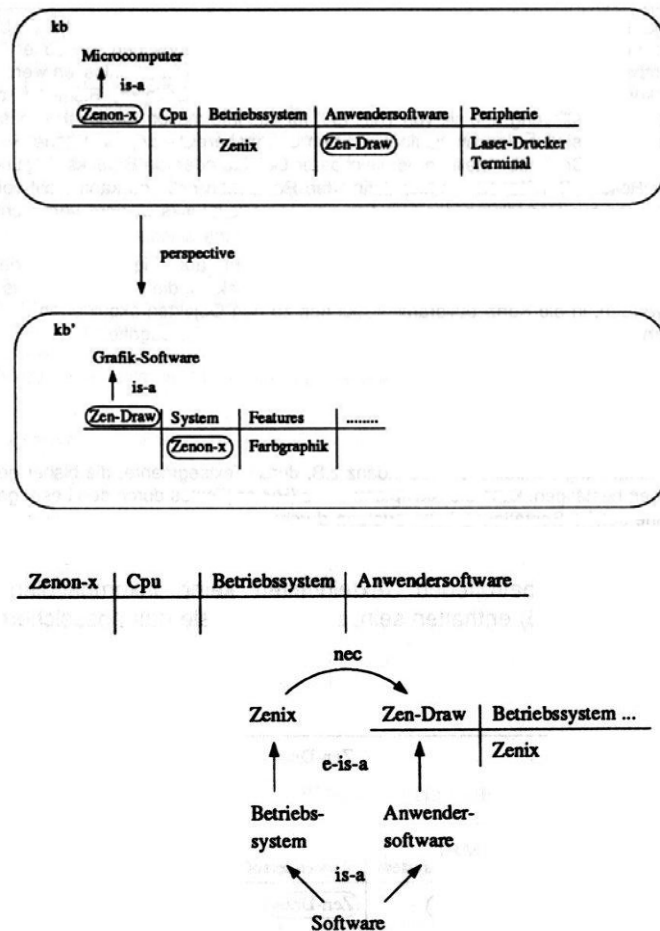 kb
Microcomputer
is-a
Zenon-x Cpu Betriebssystem Anwendersoftware Peripherie
Zenix Zen-Draw Laser-Drucker
Terminal
perspective
kb'
Grafik-Software
is-a
Zen-Draw System Features ........
Zenon-x Farbgraphik
Zenon-x Cpu Betriebssystem Anwendersoftware
nec
Zenix Zen-Draw Betriebssystem ...
Zenix
e-is-a
Betriebs- Anwender-
system software
is-a
Software